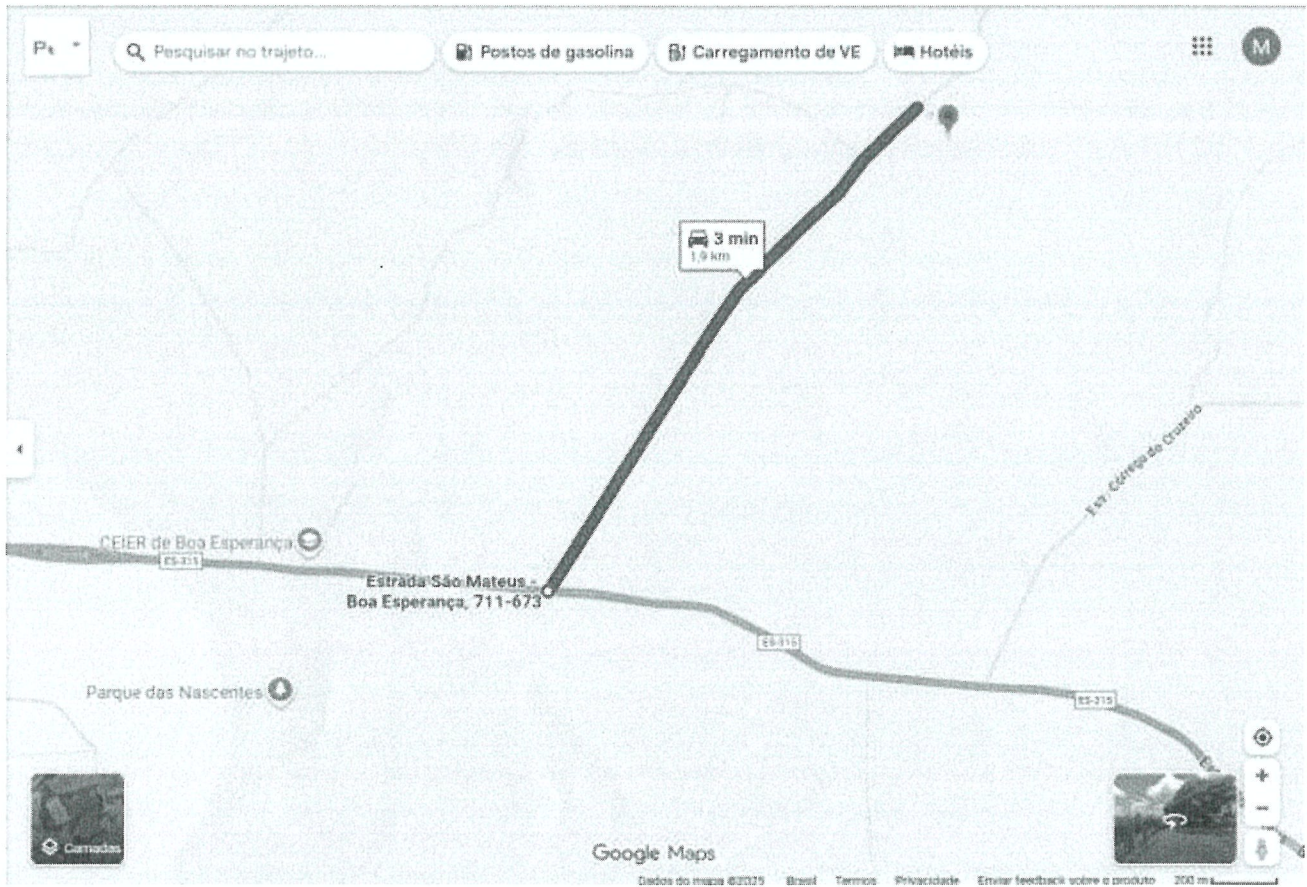 Pt
Pesquisar no trajeto...
Postos de gasolina
Carregamento de VE
Hotéis
M
3 min
1,9 km
Estr. Córrego do Cruzeiro
CEIER de Boa Esperança
ES-315
Estrada São Mateus -
Boa Esperança, 711-673
ES-315
Parque das Nascentes
ES-315
Camadas
Google Maps
Dados do mapa ©2025 Brasil Termos Privacidade Enviar feedback sobre o produto 200 m